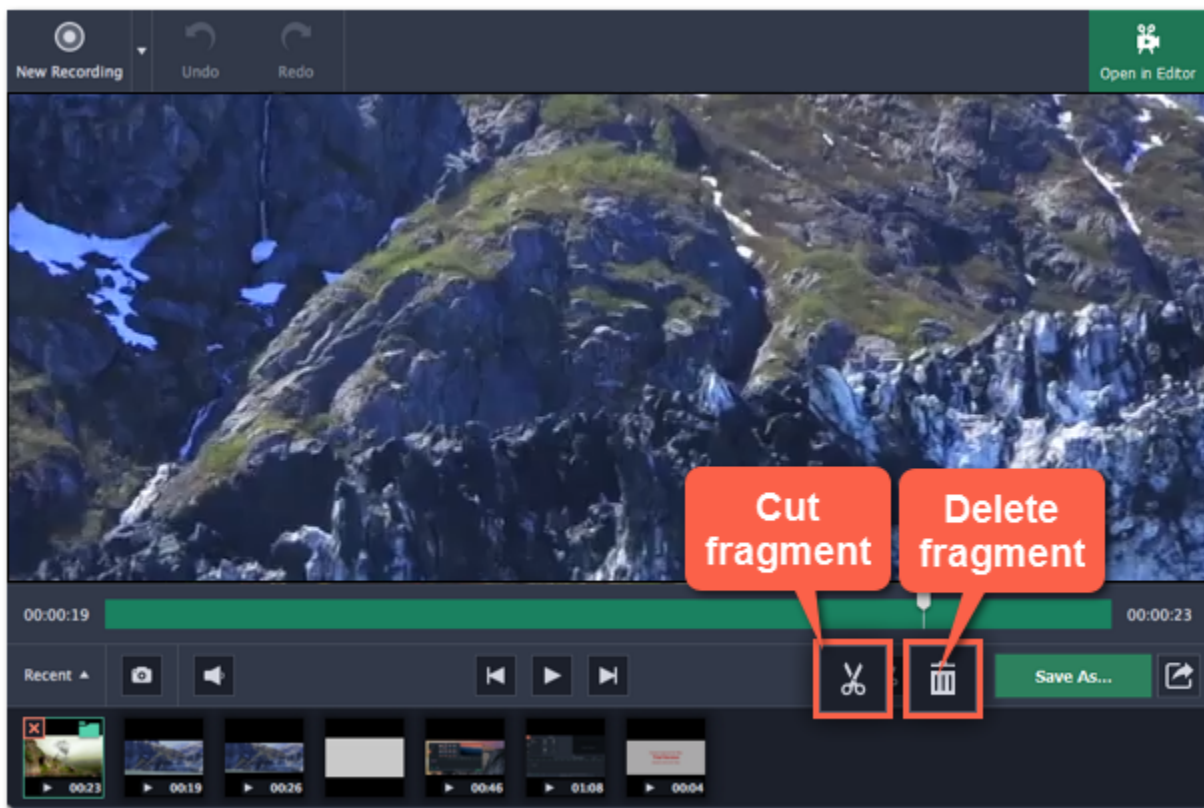 New Recording
Undo
Redo
Open in Editor
Cut
fragment
Delete
fragment
00:00:19
00:00:23
Recent
Save As...
00:23
00:19
00:26
00:46
01:08
00:04